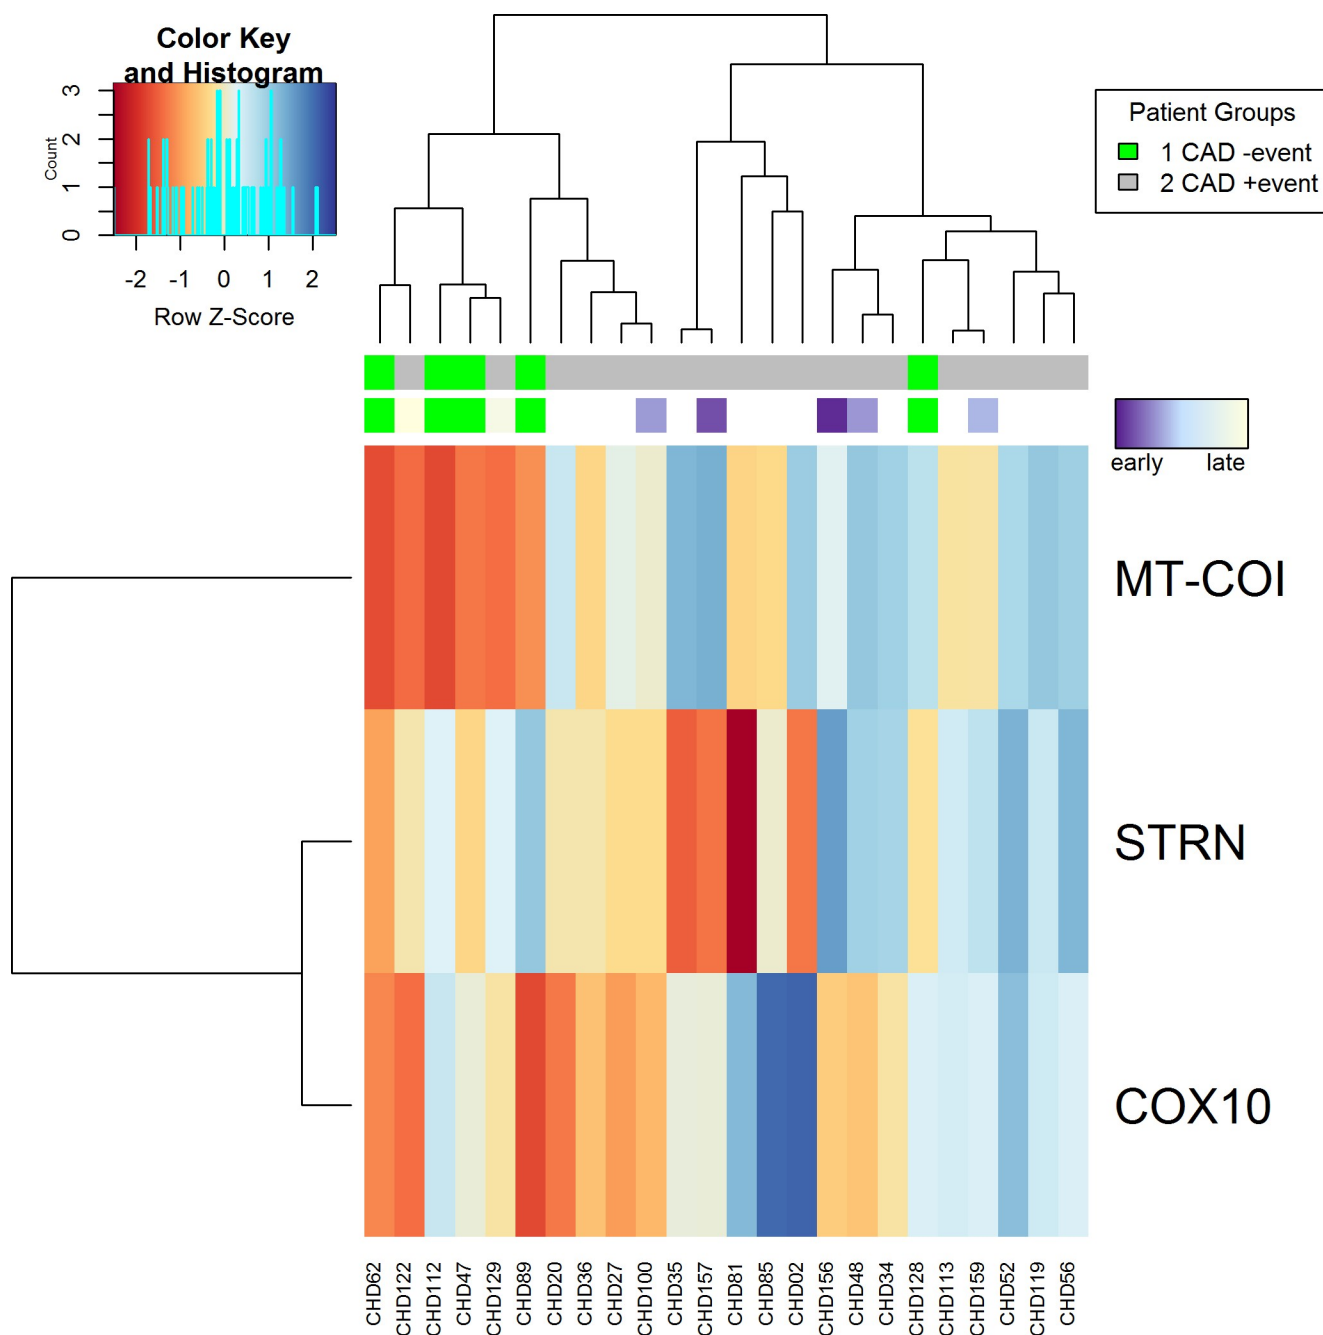 Color Key
and Histogram
Count
0
1
2
3
-2 -1 0 1 2
Row Z-Score
Patient Groups
1 CAD -event
2 CAD +event
early late
MT-COI
STRN
COX10
CHD62
CHD122
CHD112
CHD47
CHD129
CHD89
CHD20
CHD36
CHD27
CHD100
CHD35
CHD157
CHD81
CHD85
CHD02
CHD156
CHD48
CHD34
CHD128
CHD113
CHD159
CHD52
CHD119
CHD56